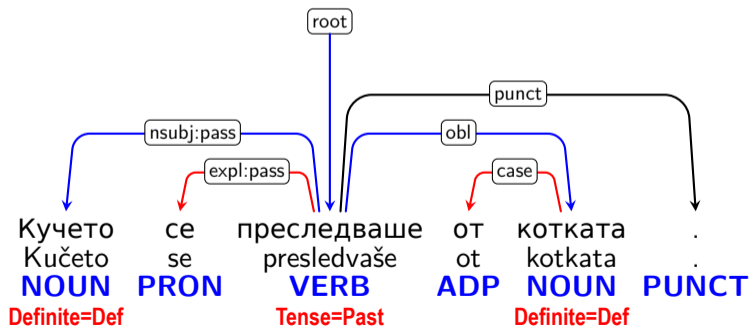 root
punct
nsubj:pass
obl
expl:pass
case
Кучето се преследваше от котката .
Kučeto se presledvaše ot kotkata .
NOUN PRON VERB ADP NOUN PUNCT
Definite=Def Tense=Past Definite=Def